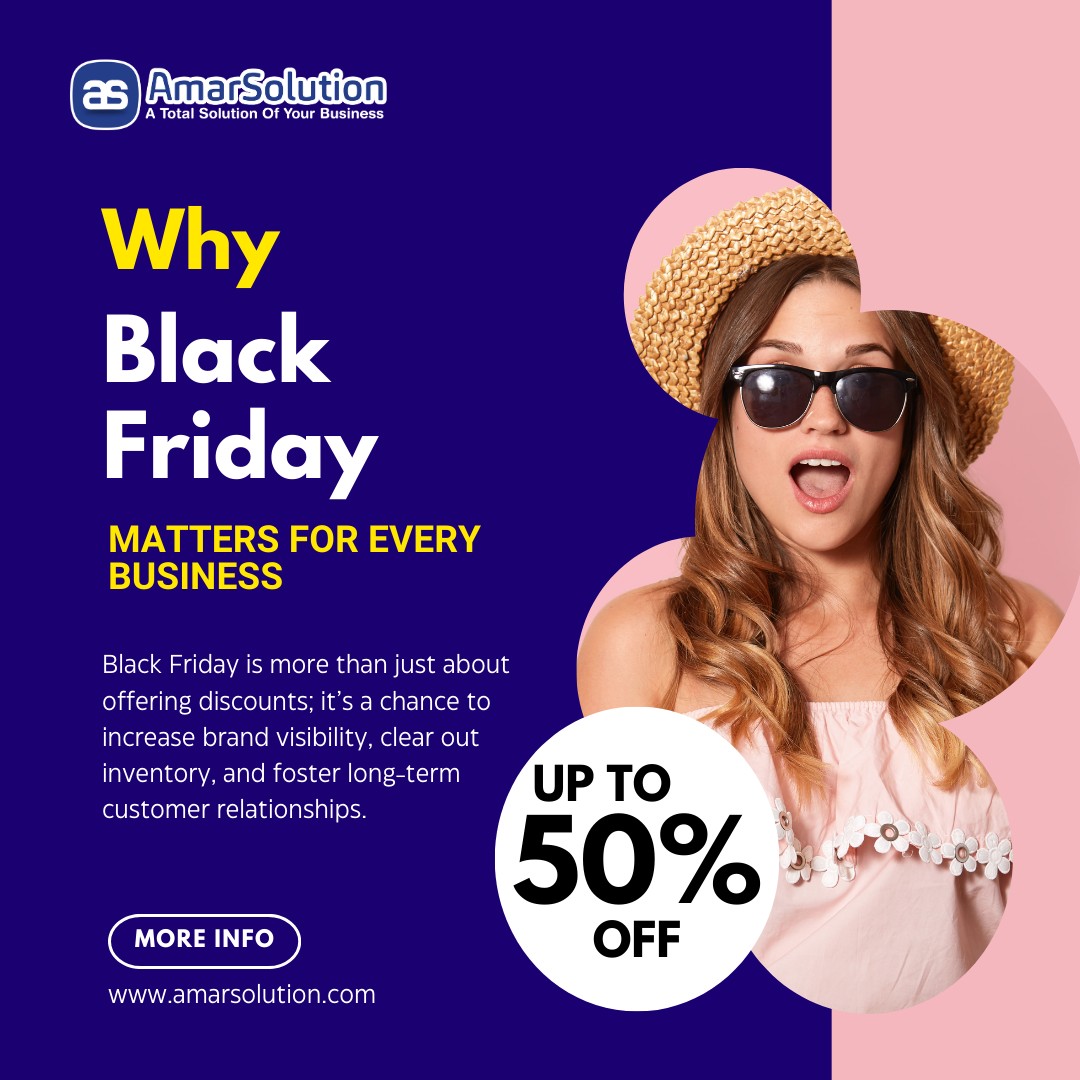 as AmarSolution
A Total Solution Of Your Business
Why
Black
Friday
MATTERS FOR EVERY
BUSINESS
Black Friday is more than just about
offering discounts; it’s a chance to
increase brand visibility, clear out
inventory, and foster long-term
customer relationships.
UP TO
50%
OFF
MORE INFO
www.amarsolution.com